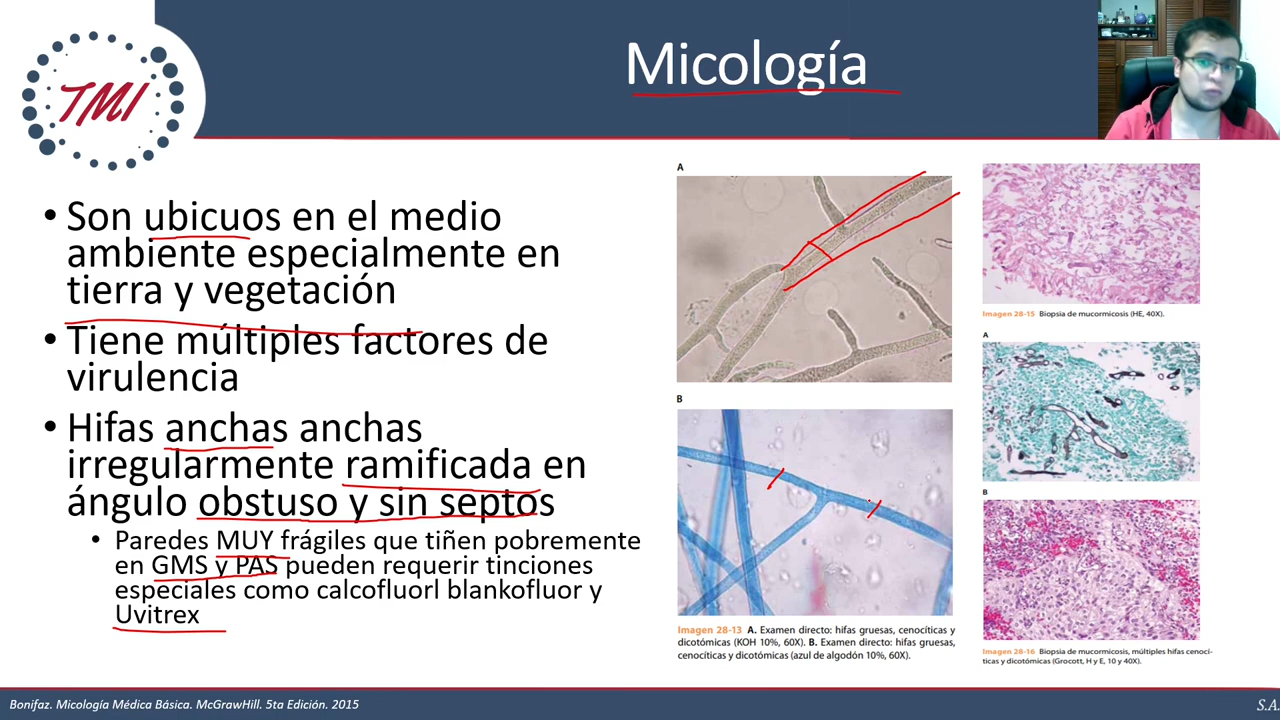 Micología
TMI
• Son ubicuos en el medio
ambiente especialmente en
tierra y vegetación
• Tiene múltiples factores de
virulencia
• Hifas anchas anchas
irregularmente ramificada en
ángulo obstuso y sin septos
• Paredes MUY frágiles que tiñen pobremente
en GMS y PAS pueden requerir tinciones
especiales como calcofluorl blankofluor y
Uvitrex
A
B
Imagen 28-13 A. Examen directo: hifas gruesas, cenocíticas y
dicotómicas (KOH 10%, 60X). B. Examen directo: hifas gruesas,
cenocíticas y dicotómicas (azul de algodón 10%, 60X).
Imagen 28-15 Biopsia de mucormicosis (HE, 40X).
A
B
Imagen 28-16 Biopsia de mucormicosis, múltiples hifas cenocí-
ticas y dicotómicas (Grocott, H y E, 10 y 40X).
Bonifaz. Micología Médica Básica. McGrawHill. 5ta Edición. 2015
S.A.